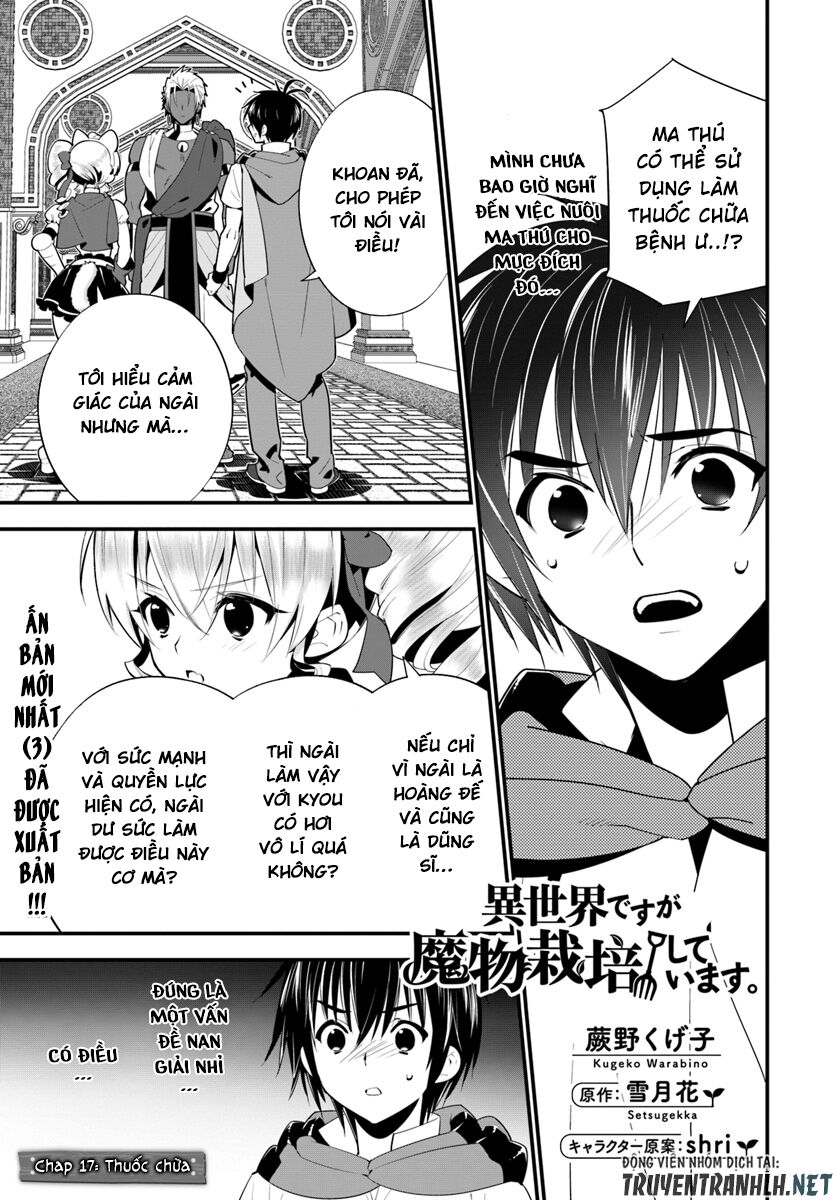 MA THÚ
CÓ THỂ SỬ
DỤNG LÀM
THUỐC CHỮA
BỆNH Ư..!?
MÌNH CHƯA
BAO GIỜ NGHĨ
ĐẾN VIỆC NUÔI
MA THÚ CHO
MỤC ĐÍCH
ĐÓ...
KHOAN ĐÃ,
CHO PHÉP
TÔI NÓI VÀI
ĐIỀU!
TÔI HIỂU CẢM
GIÁC CỦA NGÀI
NHƯNG MÀ...
NẾU CHỈ
VÌ NGÀI LÀ
HOÀNG ĐẾ
VÀ CŨNG
LÀ DŨNG
SĨ...
THÌ NGÀI
LÀM VẬY
VỚI KYOU
CÓ HƠI
VÔ LÍ QUÁ
KHÔNG?
VỚI SỨC MẠNH
VÀ QUYỀN LỰC
HIỆN CÓ, NGÀI
DƯ SỨC LÀM
ĐƯỢC ĐIỀU NÀY
CƠ MÀ?
ẤN
BẢN
MỚI
NHẤT
(3)
ĐÃ
ĐƯỢC
XUẤT
BẢN
!!!
異世界ですが
魔物栽培して
います。
蕨野くげ子
Kugeko Warabino
原作:雪月花
Setsugekka
キャラクター原案:shri
ĐỘNG VIÊN NHÓM DỊCH TẠI:
TRUYENTRANHLH.NET
ĐÚNG LÀ
MỘT VẤN
ĐỀ NAN
GIẢI NHỈ
...
CÓ ĐIỀU
...
Chap 17: Thuốc chữa